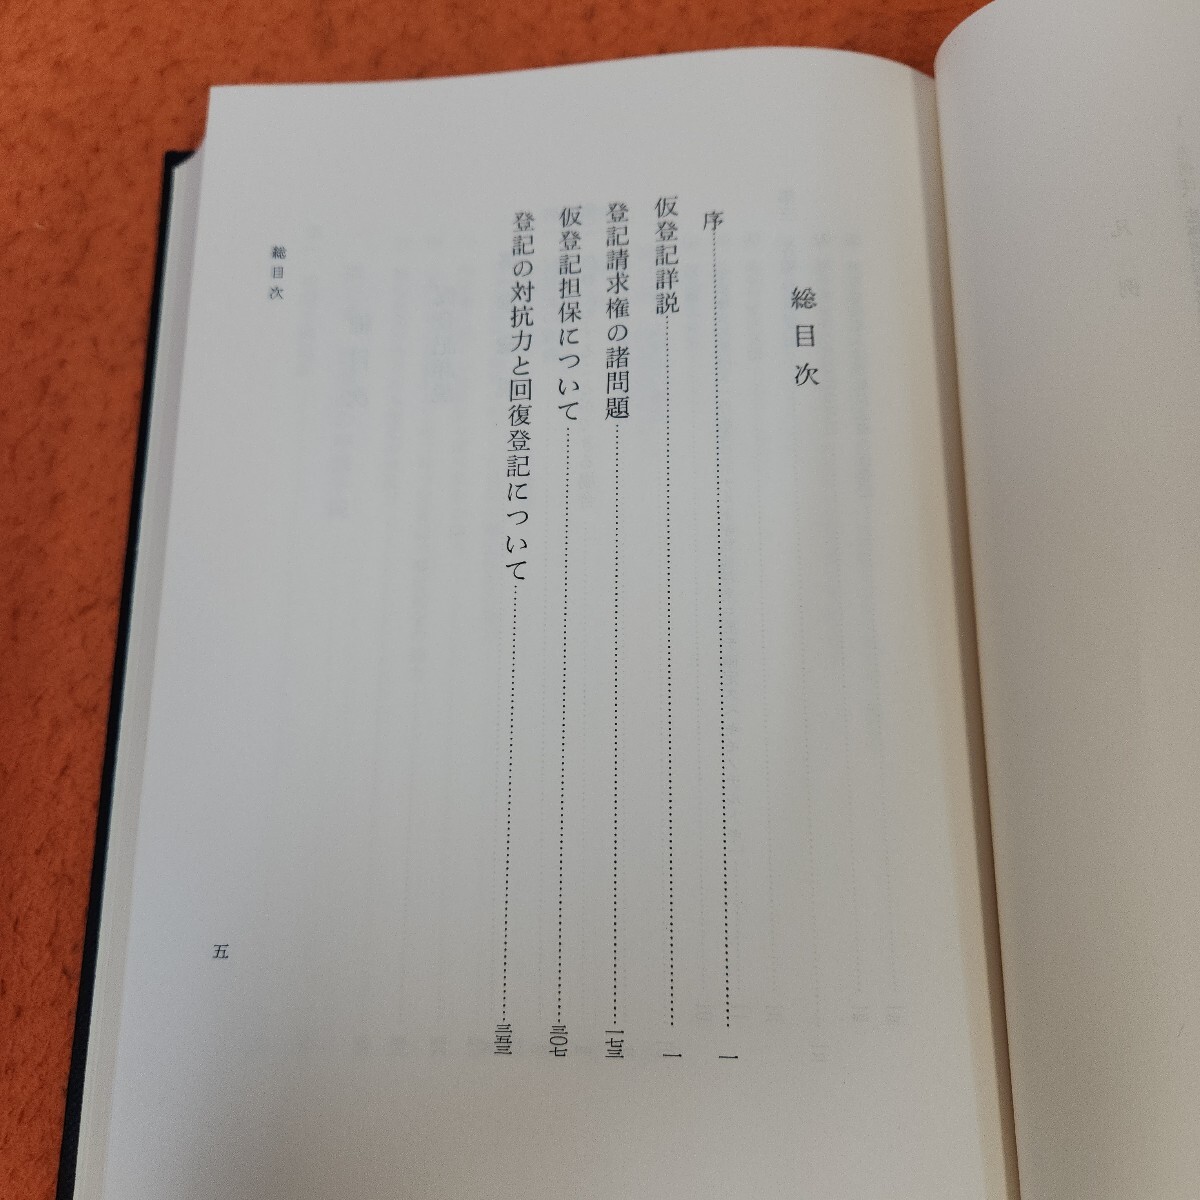 総目次
序……一
仮登記詳説……一
登記請求権の諸問題……一七三
仮登記担保について……三〇七
登記の対抗力と回復登記について……三五三
総目次
五